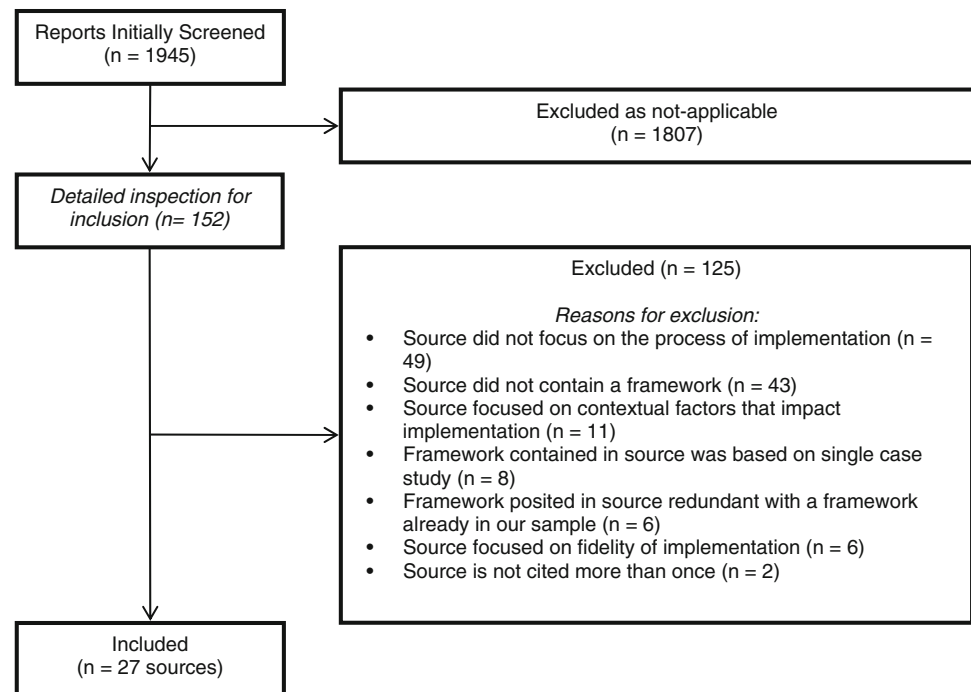 Reports Initially Screened
(n = 1945)
Excluded as not-applicable
(n = 1807)
Detailed inspection for
inclusion (n= 152)
Excluded (n = 125)
Reasons for exclusion:
• Source did not focus on the process of implementation (n =
49)
• Source did not contain a framework (n = 43)
• Source focused on contextual factors that impact
implementation (n = 11)
• Framework contained in source was based on single case
study (n = 8)
• Framework posited in source redundant with a framework
already in our sample (n = 6)
• Source focused on fidelity of implementation (n = 6)
• Source is not cited more than once (n = 2)
Included
(n = 27 sources)